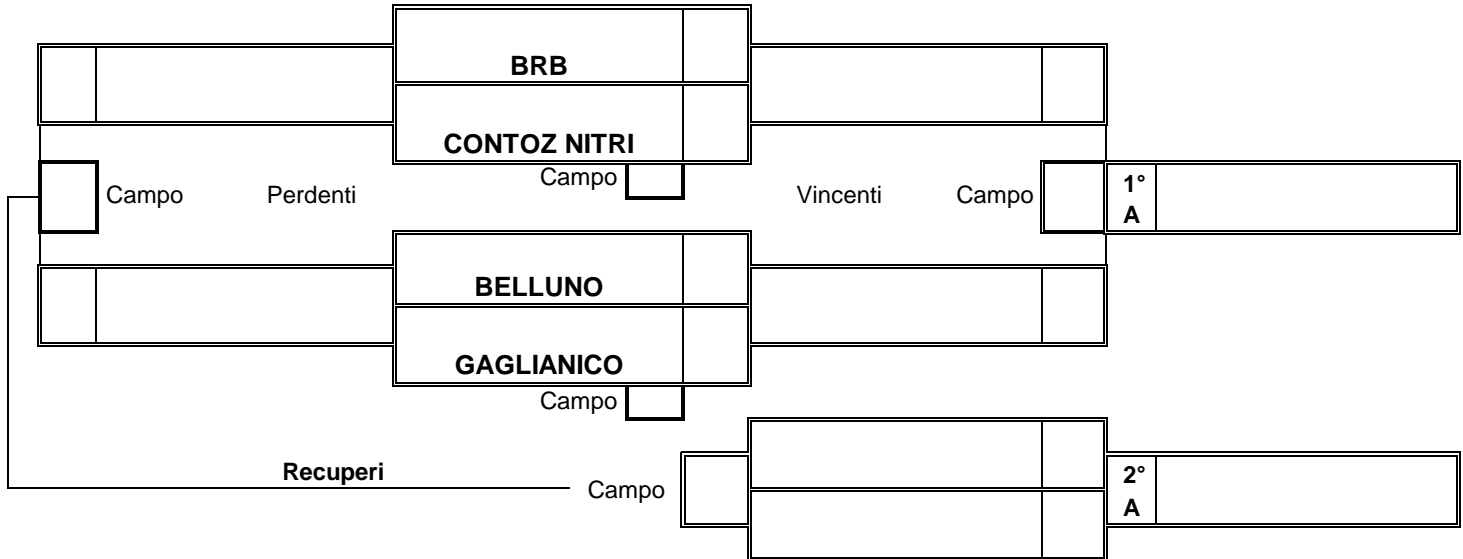 BRB
CONTOZ NITRI
Campo
Campo Perdenti Vincenti Campo 1°
A
BELLUNO
GAGLIANICO
Campo
Recuperi
Campo
2°
A